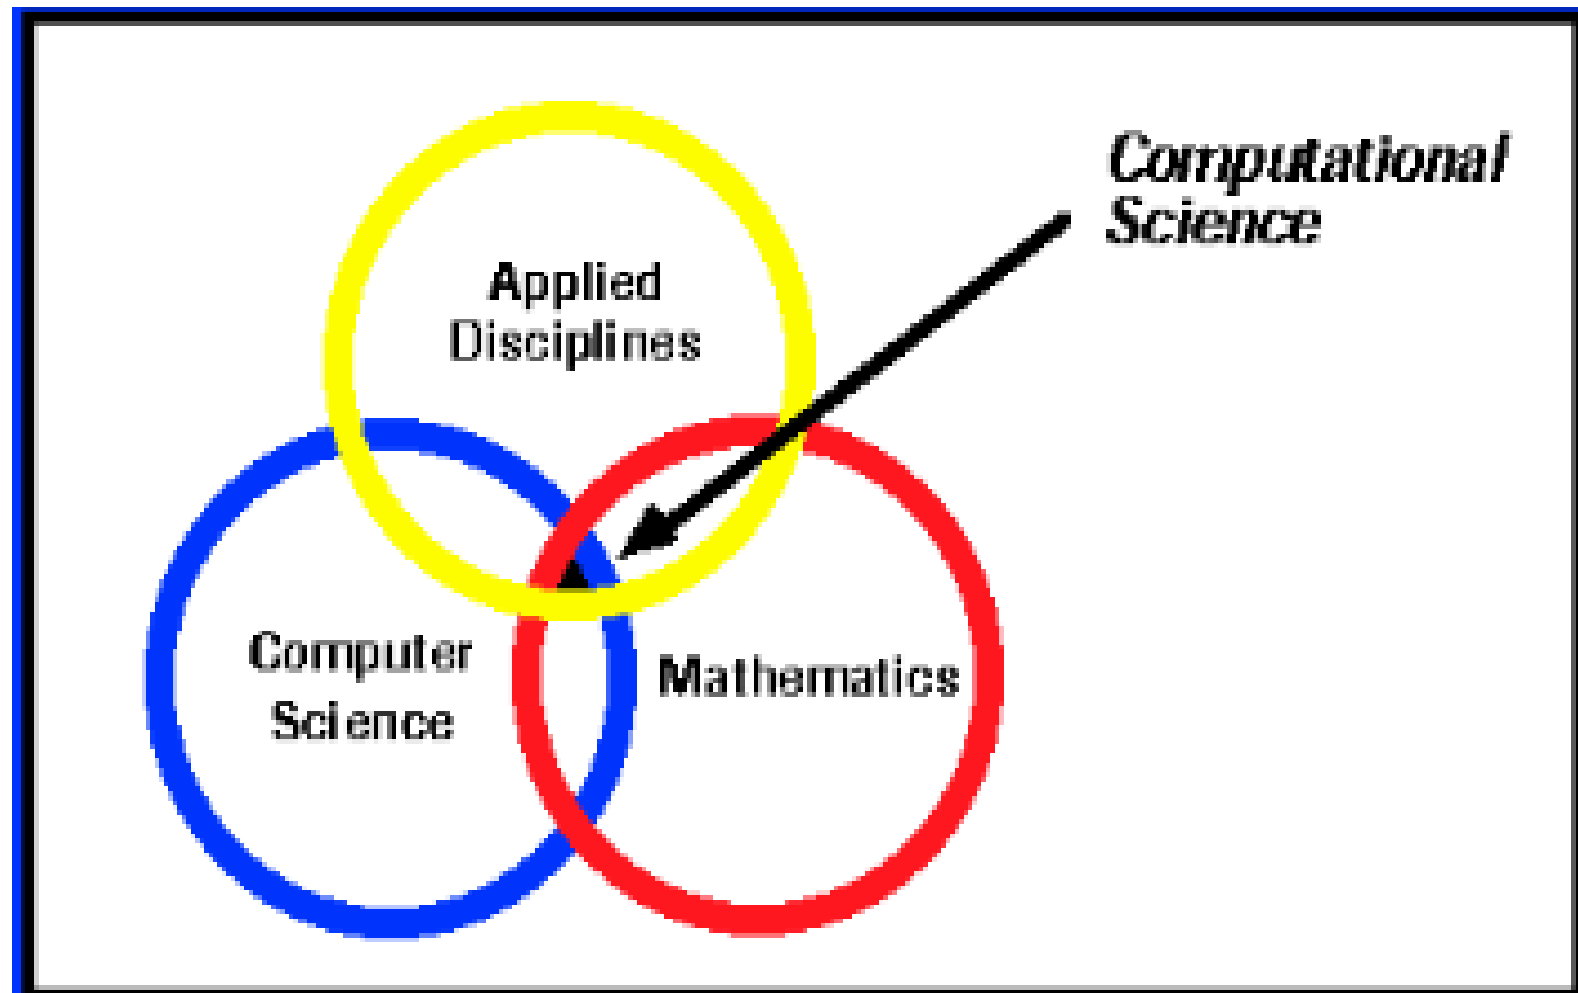 Computational
Science
Applied
Disciplines
Computer
Science
Mathematics